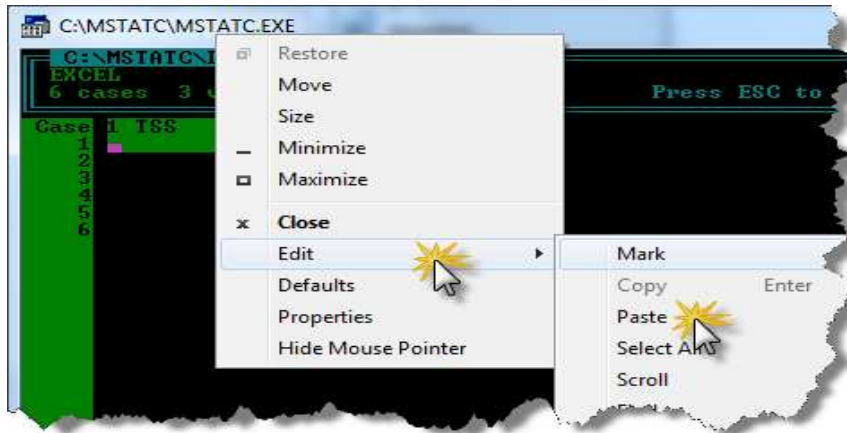 C:\MSTATC\MSTATC.EXE
C:\MSTATC\
EXCEL
6 cases 3
Press ESC to
Case 1 TSS
1
2
3
4
5
6
Restore
Move
Size
Minimize
Maximize
x Close
Edit
Defaults
Properties
Hide Mouse Pointer
Mark
Copy Enter
Paste
Select All
Scroll